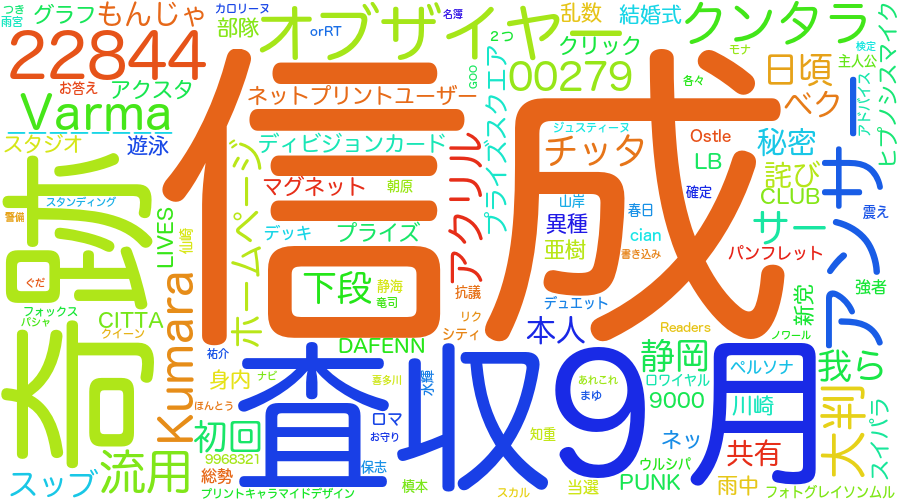 つき
雨宮
グラフ
もんじゃ
カロリーヌ
部隊
orRT
オブザイヤー
名簿
乱数
結婚式
クンタラ
22844
お答え
アクスタ
ネットプリントユーザー
GOO
2つ
クリック
00279
各々
モナ
日頃
検定
主人公
アドバイス
ヒプノシスマイク
Varma
スタジオ
遊泳
ディビジョンカード
プライズスクエア
ジュスティーヌ
チッタ
Ostle
ベク
秘密
LB
詫び
CLUB
奇跡
信成
スタンディング
警備
LIVES
仙崎
ホームページ
マグネット
朝原
アクリル
山岸
異種
春日
確定
サー
震え
アンサー
ぐだ
デッキ
プライズ
亜樹
cian
書き込み
パンフレット
フォックス
パシャ
CITTA
クイーン
Kumara
下段
静海
竜司
抗議
デュエット
新党
強者
祐介
DAFENN
リク
シティ
本人
Readers
ノワール
静岡
我ら
身内
ナビ
喜多川
水輝
査収
9月
あれこれ
まゆ
ロワイヤル
ペルソナ
ほんとう
初回
ロマ
お守り
9000
川崎
大判
スイパラ
流用
9968321
保志
知重
ネッ
共有
スッブ
総勢
プリントキャラマイドデザイン
槙本
スカル
当選
ウルシパ
PUNK
雨中
フォトグレイソンムル